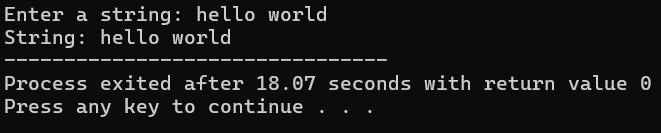 Enter a string: hello world
String: hello world
--------------------------------
Process exited after 18.07 seconds with return value 0
Press any key to continue . . .